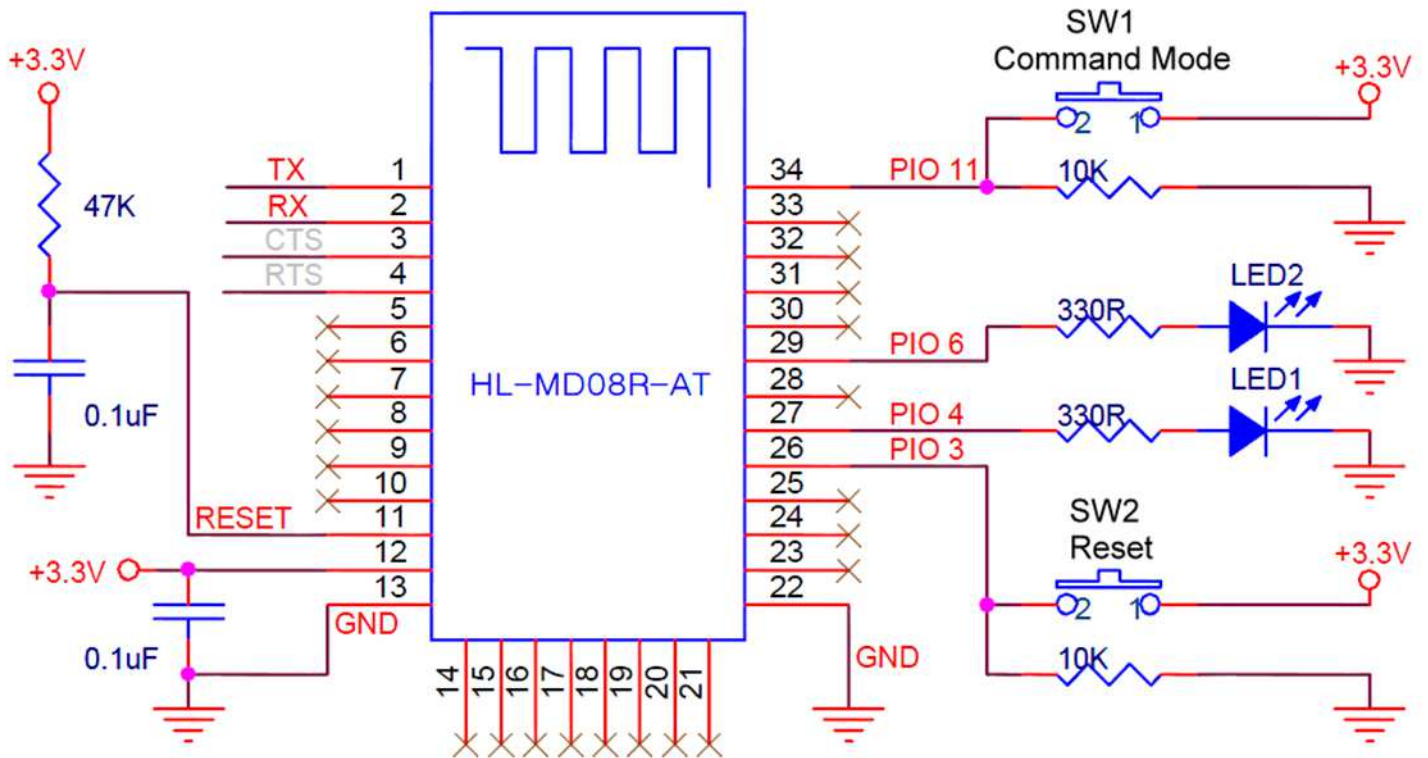 +3.3V
47K
0.1uF
TX
RX
CTS
RTS
RESET
+3.3V
0.1uF
GND
1
2
3
4
5
6
7
8
9
10
11
12
13
HL-MD08R-AT
14
15
16
17
18
19
20
21
34
33
32
31
30
29
28
27
26
25
24
23
22
GND
PIO 11
PIO 6
PIO 4
PIO 3
SW1
Command Mode
2 1
+3.3V
10K
LED2
330R
LED1
330R
SW2
Reset
2 1
+3.3V
10K